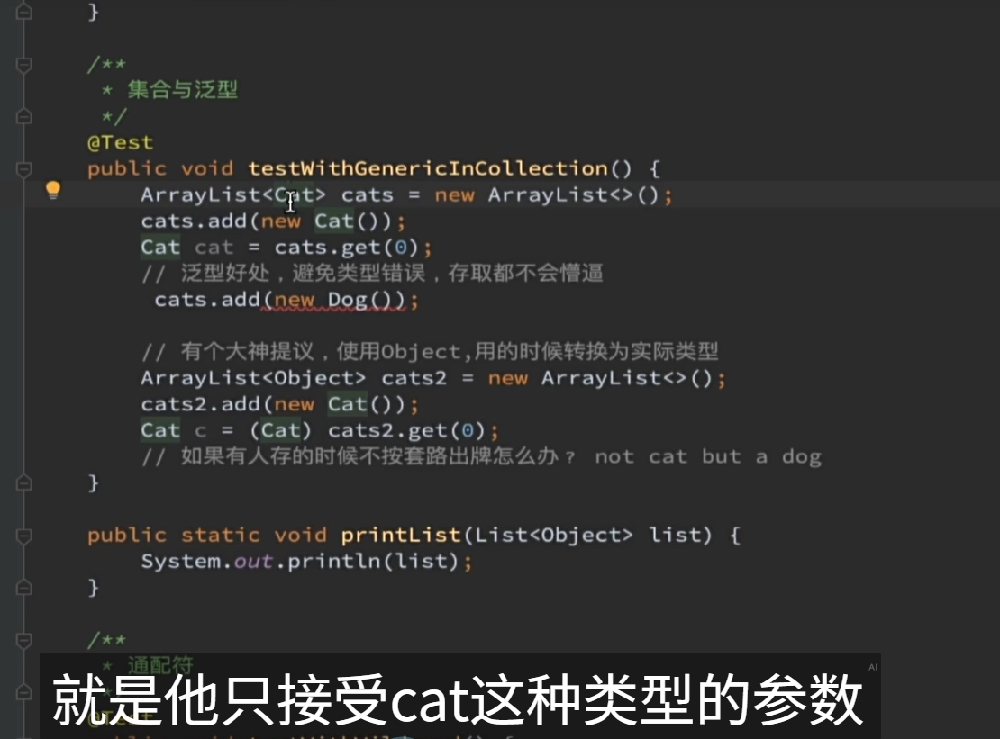 }
/**
* 集合与泛型
*/
@Test
public void testWithGenericInCollection() {
ArrayList<Cat> cats = new ArrayList<>();
cats.add(new Cat());
Cat cat = cats.get(0);
// 泛型好处，避免类型错误，存取都不会懵逼
cats.add(new Dog());
// 有个大神提议，使用Object,用的时候转换为实际类型
ArrayList<Object> cats2 = new ArrayList<>();
cats2.add(new Cat());
Cat c = (Cat) cats2.get(0);
// 如果有人存的时候不按套路出牌怎么办？ not cat but a dog
}
public static void printList(List<Object> list) {
System.out.println(list);
}
/**
* 通配符
AI
就是他只接受cat这种类型的参数
@Test